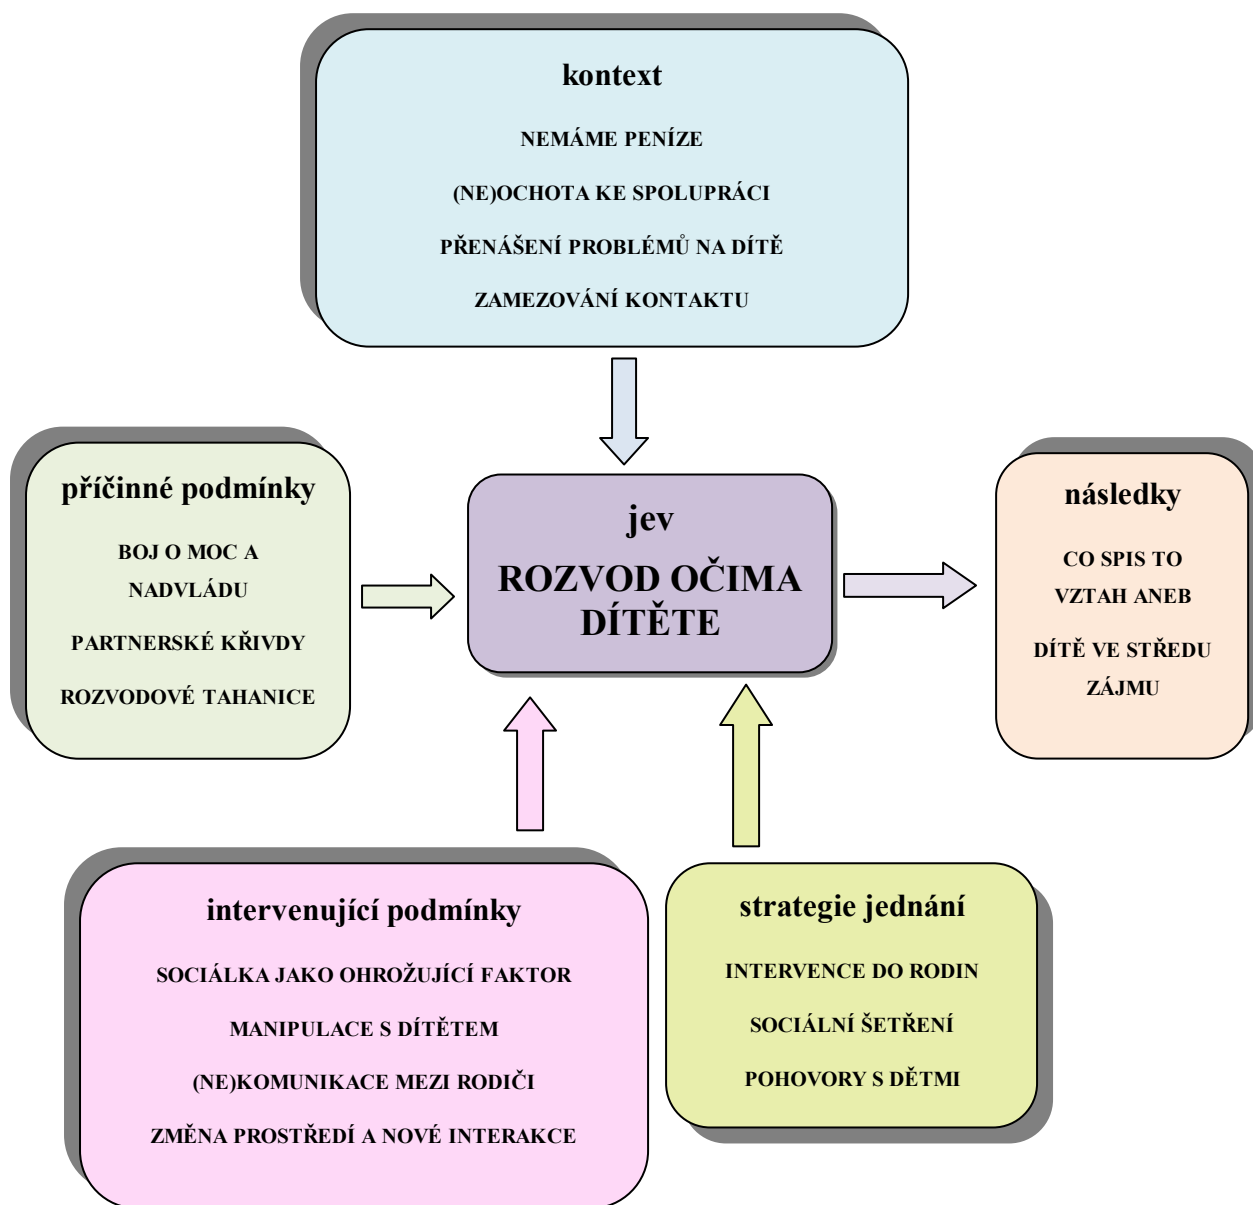 kontext
NEMÁME PENÍZE
(NE)OCHOTA KE SPOLUPRÁCI
PŘENÁŠENÍ PROBLÉMŮ NA DÍTĚ
ZAMEZOVÁNÍ KONTAKTU
příčinné podmínky
BOJ O MOC A
NADVLÁDU
PARTNERSKÉ KŘIVDY
ROZVODOVÉ TAHANICE
jev
ROZVOD OČIMA
DÍTĚTE
následky
CO SPIS TO
VZTAH ANEB
DÍTĚ VE STŘEDU
ZÁJMU
intervenující podmínky
SOCIÁLKA JAKO OHROŽUJÍCÍ FAKTOR
MANIPULACE S DÍTĚTEM
(NE)KOMUNIKACE MEZI RODIČI
ZMĚNA PROSTŘEDÍ A NOVÉ INTERAKCE
strategie jednání
INTERVENCE DO RODIN
SOCIÁLNÍ ŠETŘENÍ
POHOVORY S DĚTMI